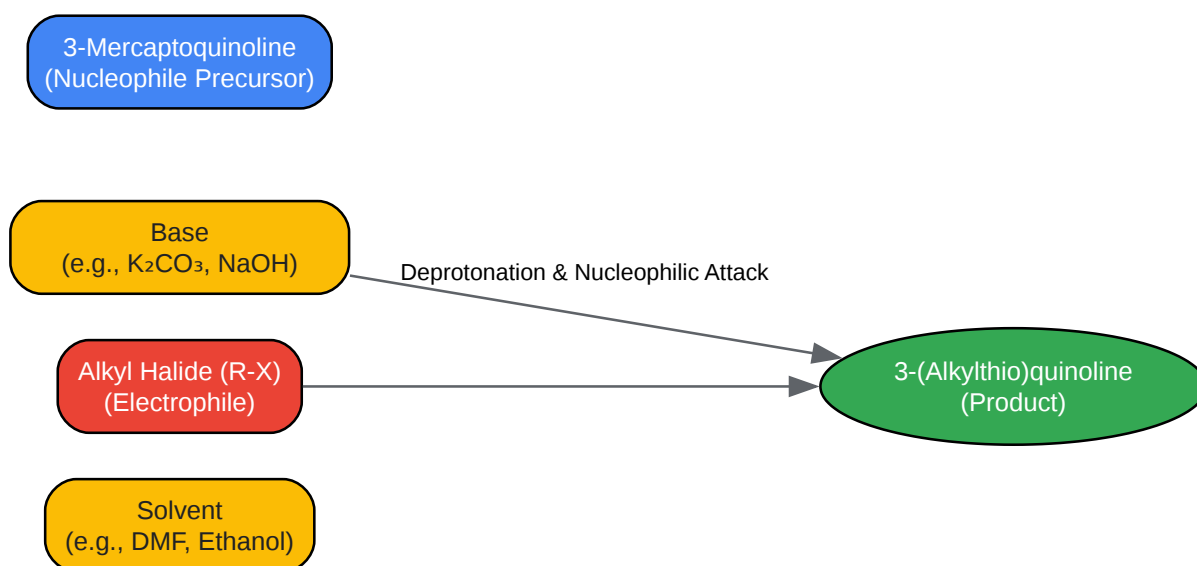 3-Mercaptoquinoline
(Nucleophile Precursor)
Base
(e.g., K₂CO₃, NaOH)
Deprotonation & Nucleophilic Attack
Alkyl Halide (R-X)
(Electrophile)
3-(Alkylthio)quinoline
(Product)
Solvent
(e.g., DMF, Ethanol)